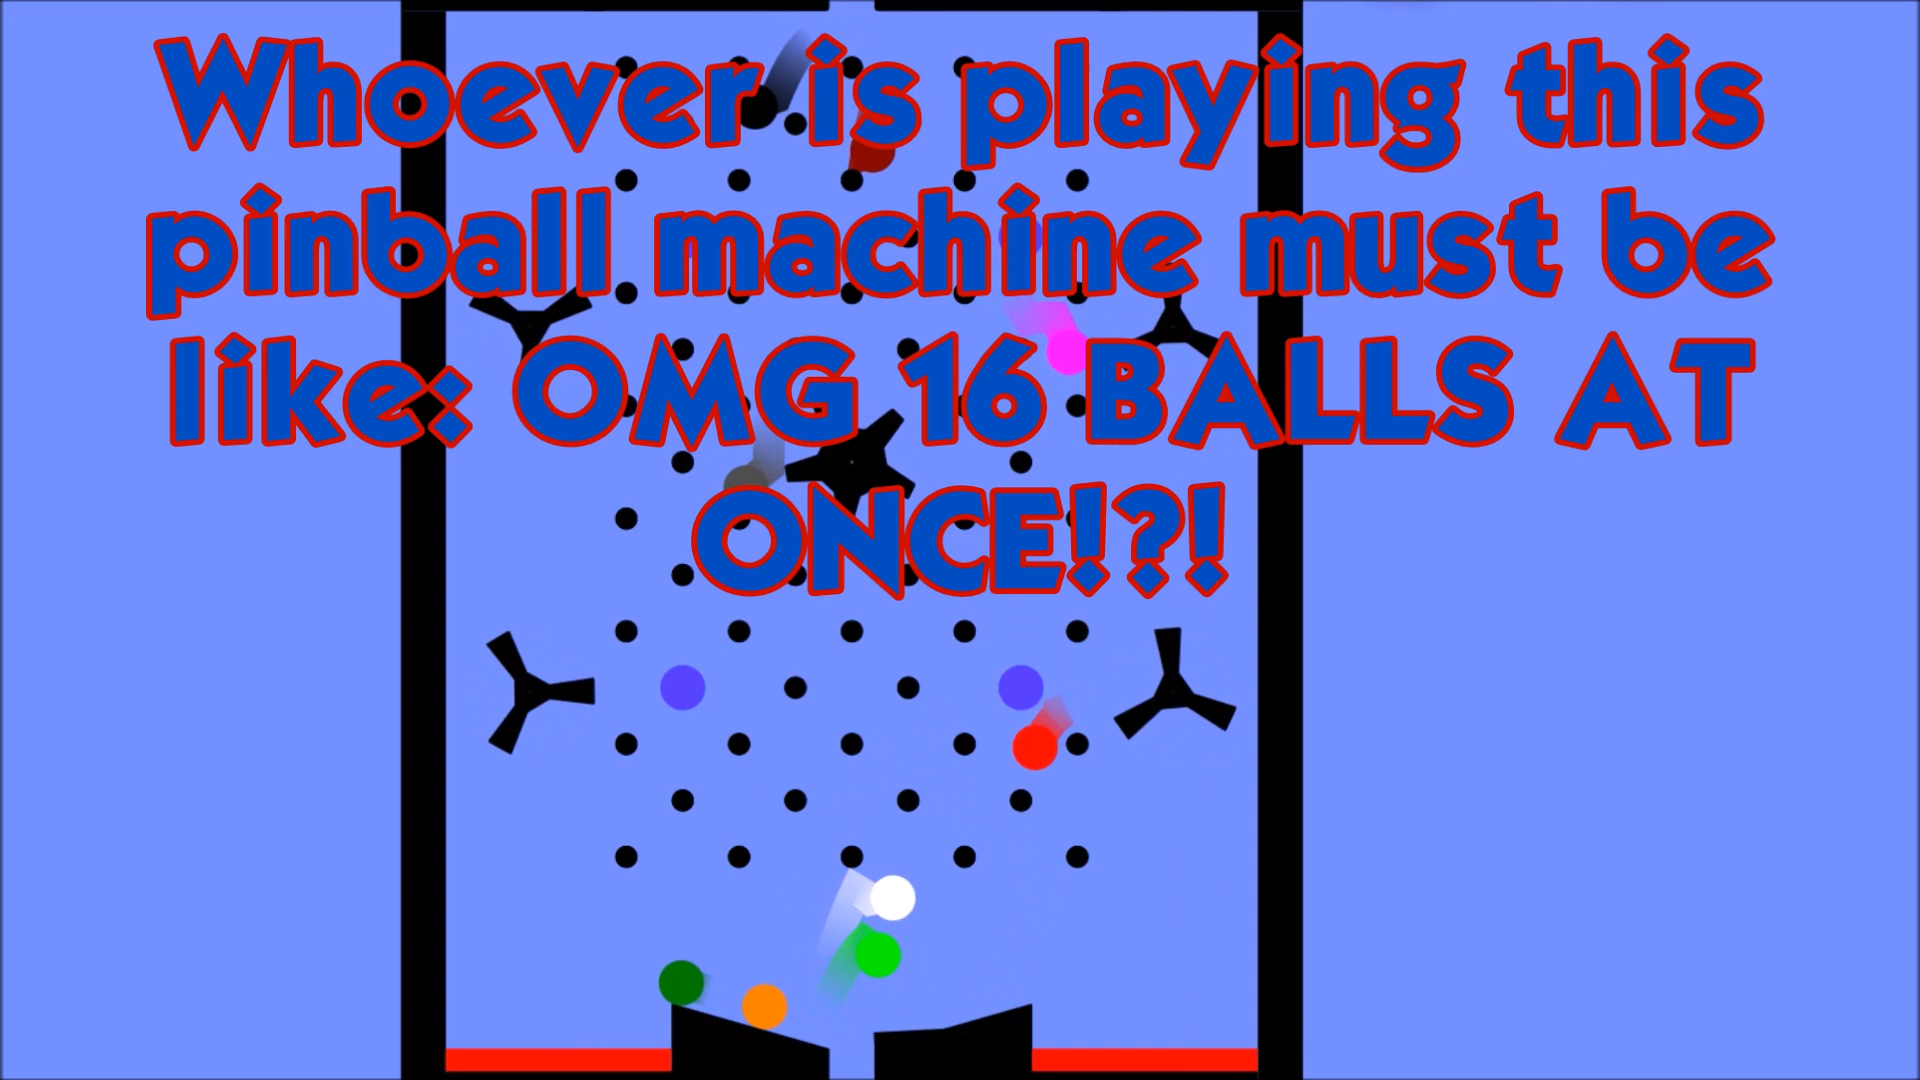 Whoever is playing this
pinball machine must be
like: OMG 16 BALLS AT
ONCE!?!